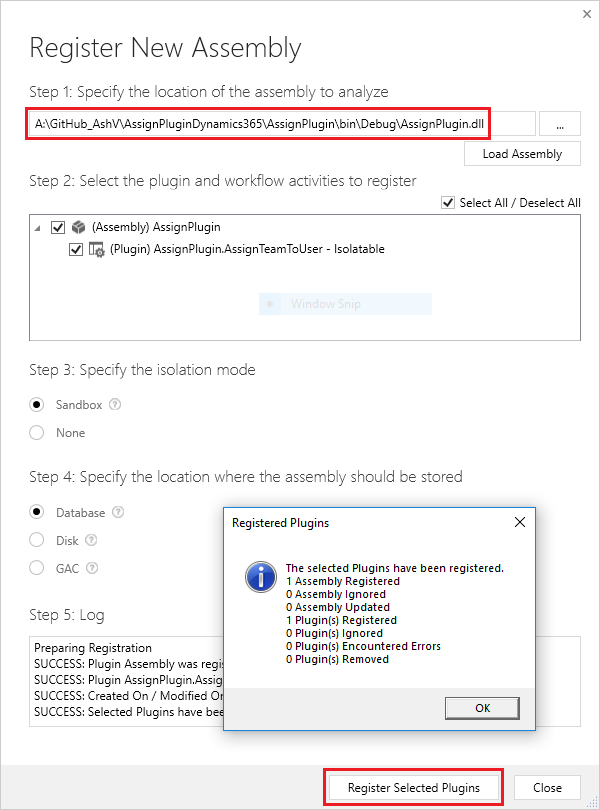 Register New Assembly
Step 1: Specify the location of the assembly to analyze
A:\GitHub_AshV\AssignPluginDynamics365\AssignPlugin\bin\Debug\AssignPlugin.dll
...
Load Assembly
Step 2: Select the plugin and workflow activities to register
Select All / Deselect All
(Assembly) AssignPlugin
(Plugin) AssignPlugin.AssignTeamToUser - Isolatable
Window Snip
Step 3: Specify the isolation mode
Sandbox ?
None
Step 4: Specify the location where the assembly should be stored
Database ?
Disk ?
GAC ?
Step 5: Log
Preparing Registration
SUCCESS: Plugin Assembly was regi
SUCCESS: Plugin AssignPlugin.Assig
SUCCESS: Created On / Modified On
SUCCESS: Selected Plugins have bee
Registered Plugins
The selected Plugins have been registered.
1 Assembly Registered
0 Assembly Ignored
0 Assembly Updated
1 Plugin(s) Registered
0 Plugin(s) Ignored
0 Plugin(s) Encountered Errors
0 Plugin(s) Removed
OK
Register Selected Plugins
Close